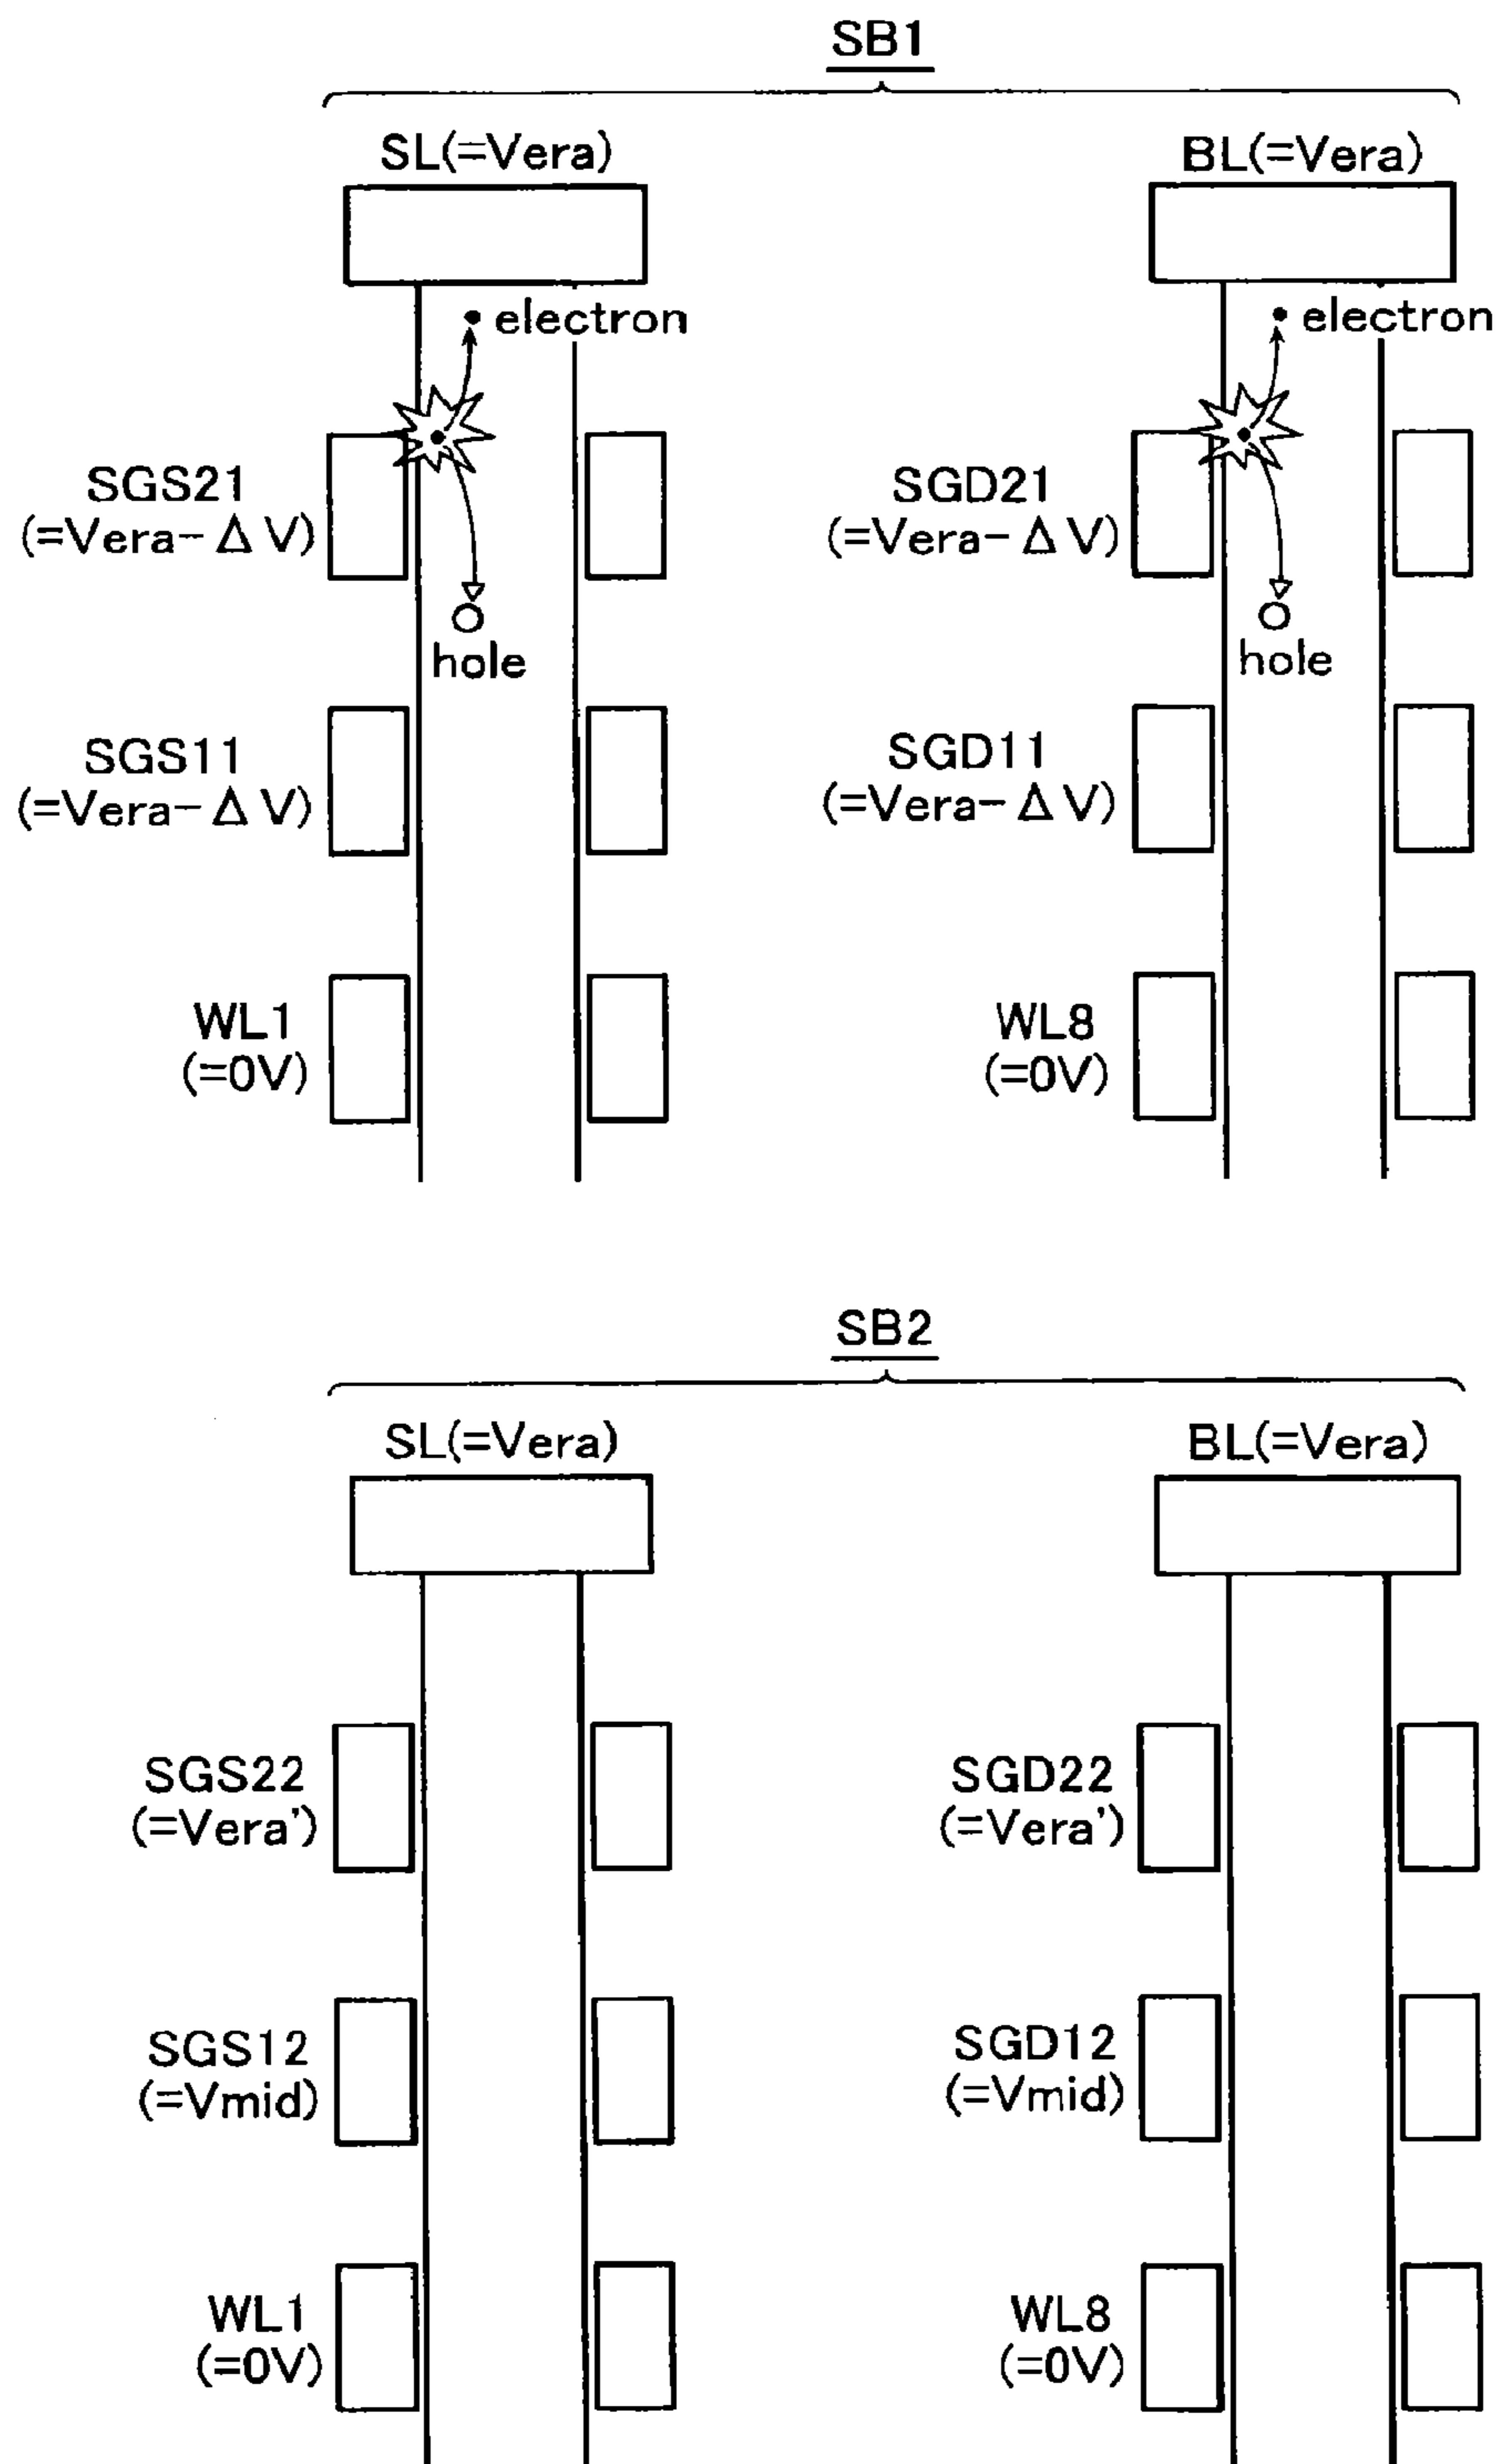 SB1
SL(=Vera)
BL(=Vera)
electron
electron
SGS21
(=Vera-ΔV)
SGD21
(=Vera-ΔV)
hole
hole
SGS11
(=Vera-ΔV)
SGD11
(=Vera-ΔV)
WL1
(=0V)
WL8
(=0V)
SB2
SL(=Vera)
BL(=Vera)
SGS22
(=Vera')
SGD22
(=Vera')
SGS12
(=Vmid)
SGD12
(=Vmid)
WL1
(=0V)
WL8
(=0V)